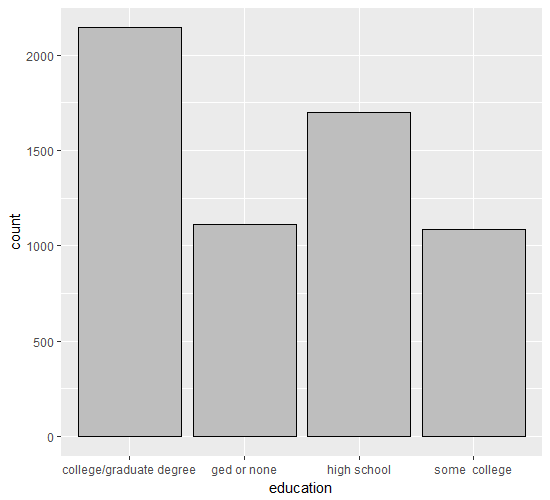 2000
1500
1000
500
0
count
college/graduate degree
ged or none
high school
some  college
education